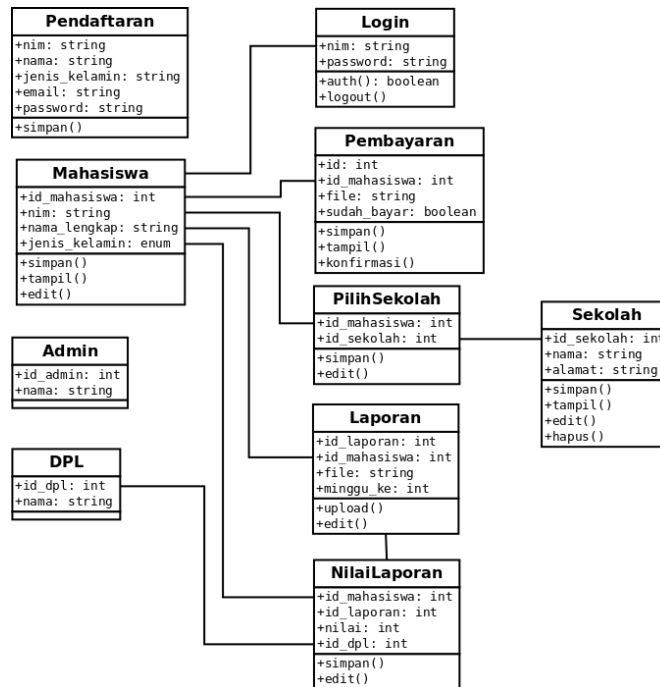 Pendaftaran
+nim: string
+nama: string
+jenis_kelamin: string
+email: string
+password: string
+simpan()
Login
+nim: string
+password: string
+auth(): boolean
+logout()
Mahasiswa
+id_mahasiswa: int
+nim: string
+nama_lengkap: string
+jenis_kelamin: enum
+simpan()
+tampil()
+edit()
Pembayaran
+id: int
+id_mahasiswa: int
+file: string
+sudah_bayar: boolean
+simpan()
+tampil()
+konfirmasi()
PilihSekolah
+id_mahasiswa: int
+id_sekolah: int
+simpan()
+edit()
Sekolah
+id_sekolah: int
+nama: string
+alamat: string
+simpan()
+tampil()
+edit()
+hapus()
Admin
+id_admin: int
+nama: string
Laporan
+id_laporan: int
+id_mahasiswa: int
+file: string
+minggu_ke: int
+upload()
+edit()
DPL
+id_dpl: int
+nama: string
NilaiLaporan
+id_mahasiswa: int
+id_laporan: int
+nilai: int
+id_dpl: int
+simpan()
+edit()